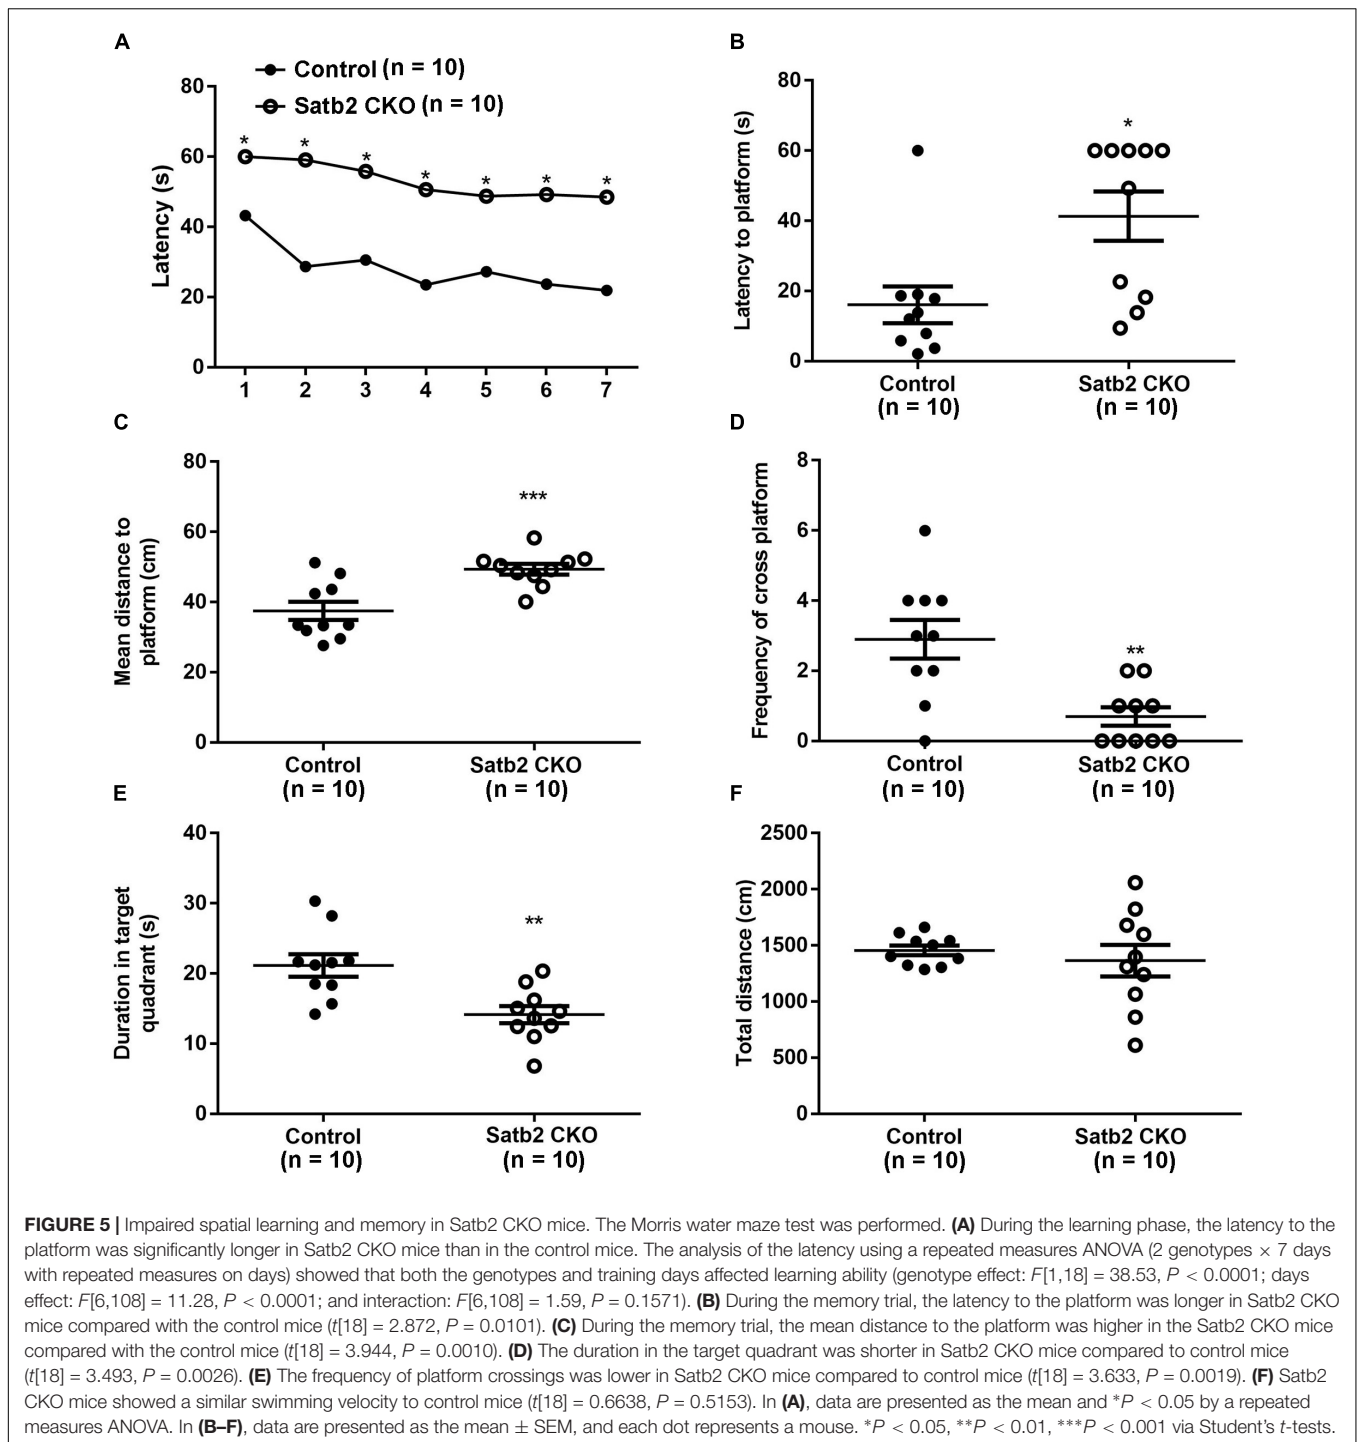 A
Control (n = 10)
Satb2 CKO (n = 10)
80
60
40
20
0
Latency (s)
* * * * * * *
1 2 3 4 5 6 7
B
80
60
40
20
0
Latency to platform (s)
*
Control
(n = 10)
Satb2 CKO
(n = 10)
C
80
60
40
20
0
Mean distance to
platform (cm)
***
Control
(n = 10)
Satb2 CKO
(n = 10)
D
8
6
4
2
0
Frequency of cross platform
**
Control
(n = 10)
Satb2 CKO
(n = 10)
E
40
30
20
10
0
Duration in target
quadrant (s)
**
Control
(n = 10)
Satb2 CKO
(n = 10)
F
2500
2000
1500
1000
500
0
Total distance (cm)
Control
(n = 10)
Satb2 CKO
(n = 10)
FIGURE 5 | Impaired spatial learning and memory in Satb2 CKO mice. The Morris water maze test was performed. (A) During the learning phase, the latency to the
platform was significantly longer in Satb2 CKO mice than in the control mice. The analysis of the latency using a repeated measures ANOVA (2 genotypes × 7 days
with repeated measures on days) showed that both the genotypes and training days affected learning ability (genotype effect: F[1,18] = 38.53, P < 0.0001; days
effect: F[6,108] = 11.28, P < 0.0001; and interaction: F[6,108] = 1.59, P = 0.1571). (B) During the memory trial, the latency to the platform was longer in Satb2 CKO
mice compared with the control mice (t[18] = 2.872, P = 0.0101). (C) During the memory trial, the mean distance to the platform was higher in the Satb2 CKO mice
compared with the control mice (t[18] = 3.944, P = 0.0010). (D) The duration in the target quadrant was shorter in Satb2 CKO mice compared to control mice
(t[18] = 3.493, P = 0.0026). (E) The frequency of platform crossings was lower in Satb2 CKO mice compared to control mice (t[18] = 3.633, P = 0.0019). (F) Satb2
CKO mice showed a similar swimming velocity to control mice (t[18] = 0.6638, P = 0.5153). In (A), data are presented as the mean and *P < 0.05 by a repeated
measures ANOVA. In (B–F), data are presented as the mean ± SEM, and each dot represents a mouse. *P < 0.05, **P < 0.01, ***P < 0.001 via Student's t-tests.